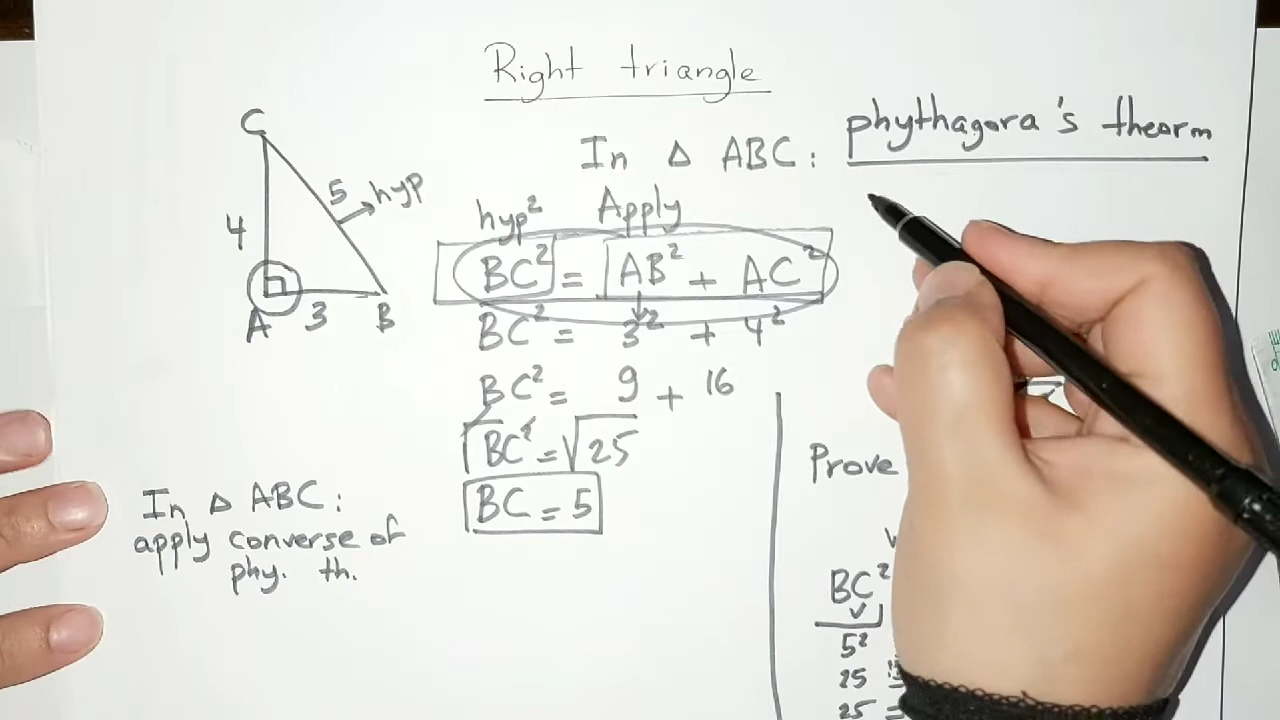 Right triangle
phythagora's theorm
In Δ ABC:
C
5 → hyp
4
A 3 B
hyp² Apply
BC² = AB² + AC²
BC² = 3² + 4²
BC² = 9 + 16
√BC² = √25
BC = 5
In Δ ABC:
apply converse of
phy. th.
Prove
BC²
5²
25
25 =